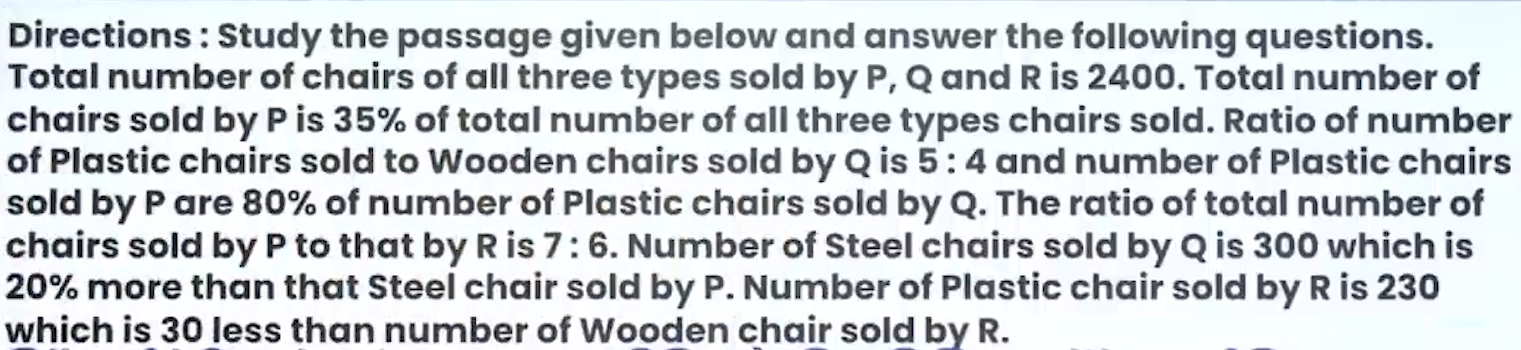 Directions : Study the passage given below and answer the following questions.
Total number of chairs of all three types sold by P, Q and R is 2400. Total number of
chairs sold by P is 35% of total number of all three types chairs sold. Ratio of number
of Plastic chairs sold to Wooden chairs sold by Q is 5 : 4 and number of Plastic chairs
sold by P are 80% of number of Plastic chairs sold by Q. The ratio of total number of
chairs sold by P to that by R is 7 : 6. Number of Steel chairs sold by Q is 300 which is
20% more than that Steel chair sold by P. Number of Plastic chair sold by R is 230
which is 30 less than number of Wooden chair sold by R.